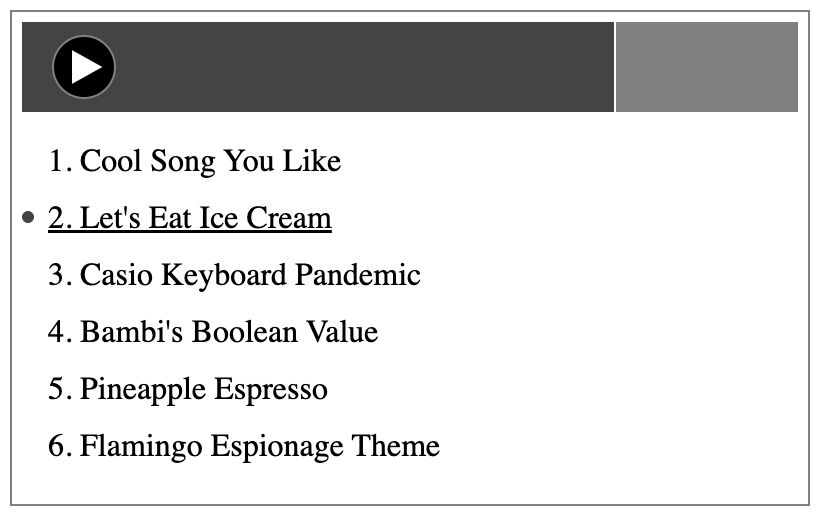 1. Cool Song You Like
2. Let's Eat Ice Cream
3. Casio Keyboard Pandemic
4. Bambi's Boolean Value
5. Pineapple Espresso
6. Flamingo Espionage Theme